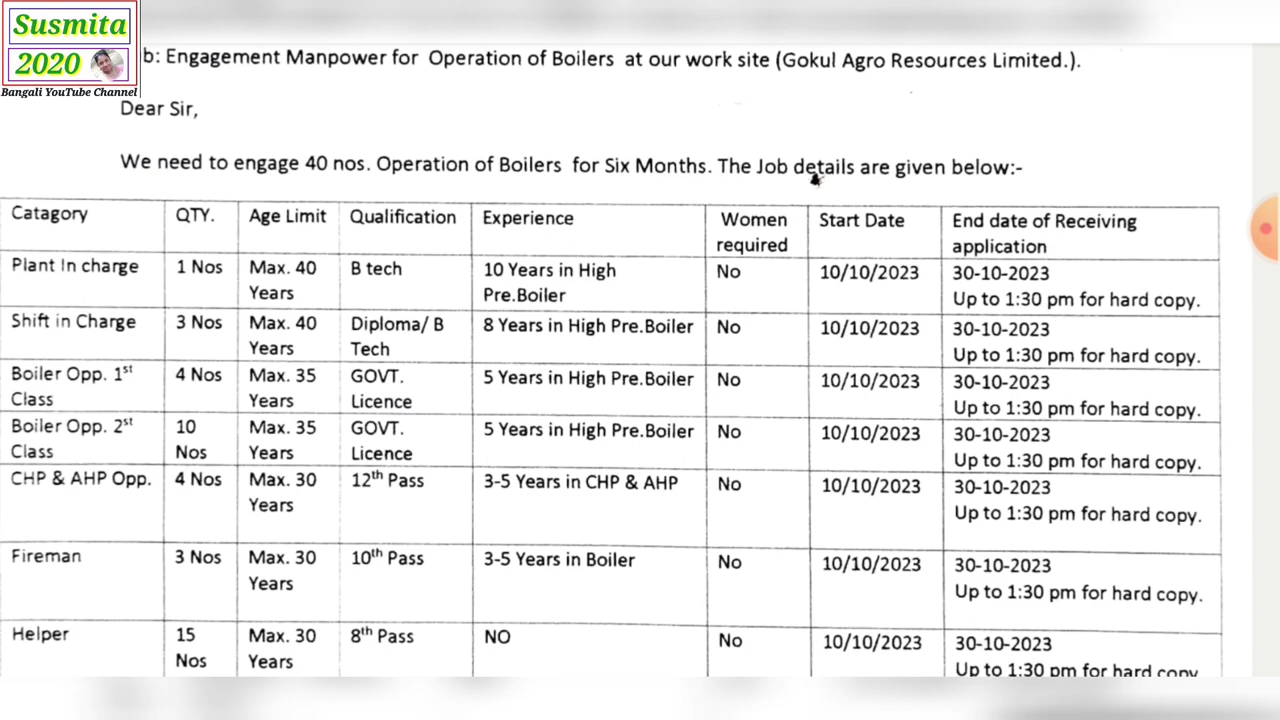 Susmita
2020
Bangali YouTube Channel
b: Engagement Manpower for Operation of Boilers at our work site (Gokul Agro Resources Limited.).
Dear Sir,
We need to engage 40 nos. Operation of Boilers for Six Months. The Job details are given below:-
Catagory QTY. Age Limit Qualification Experience Women required Start Date End date of Receiving application
Plant In charge 1 Nos Max. 40 Years B tech 10 Years in High Pre.Boiler No 10/10/2023 30-10-2023 Up to 1:30 pm for hard copy.
Shift in Charge 3 Nos Max. 40 Years Diploma/ B Tech 8 Years in High Pre.Boiler No 10/10/2023 30-10-2023 Up to 1:30 pm for hard copy.
Boiler Opp. 1st Class 4 Nos Max. 35 Years GOVT. Licence 5 Years in High Pre.Boiler No 10/10/2023 30-10-2023 Up to 1:30 pm for hard copy.
Boiler Opp. 2st Class 10 Nos Max. 35 Years GOVT. Licence 5 Years in High Pre.Boiler No 10/10/2023 30-10-2023 Up to 1:30 pm for hard copy.
CHP & AHP Opp. 4 Nos Max. 30 Years 12th Pass 3-5 Years in CHP & AHP No 10/10/2023 30-10-2023 Up to 1:30 pm for hard copy.
Fireman 3 Nos Max. 30 Years 10th Pass 3-5 Years in Boiler No 10/10/2023 30-10-2023 Up to 1:30 pm for hard copy.
Helper 15 Nos Max. 30 Years 8th Pass NO No 10/10/2023 30-10-2023 Up to 1:30 pm for hard copy